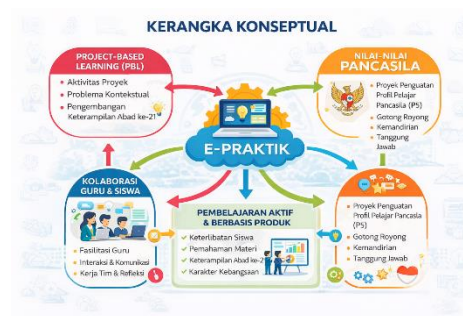 KERANGKA KONSEPTUAL
PROJECT-BASED
LEARNING (PBL)
• Aktivitas Proyek
• Problema Kontekstual
• Pengembangan
Keterampilan Abad ke-21
NILAI-NILAI
PANCASILA
• Proyek Penguatan
Profil Pelajar
Pancasila (P5)
• Gotong Royong
• Kemandirian
• Tanggung
Jawab
E-PRAKTIK
KOLABORASI
GURU & SISWA
• Fasilitasi Guru
• Interaksi & Komunikasi
• Kerja Tim & Refleksi
PEMBELAJARAN AKTIF
& BERBASIS PRODUK
✓ Keterlibatan Siswa
✓ Pemahaman Materi
✓ Keterampilan Abad ke-21
✓ Karakter Kebangsaan
• Proyek Penguatan
Profil Pelajar Pancasla
(P5)
• Gotong Royong
• Kemandirian
• Tanggung Jawab